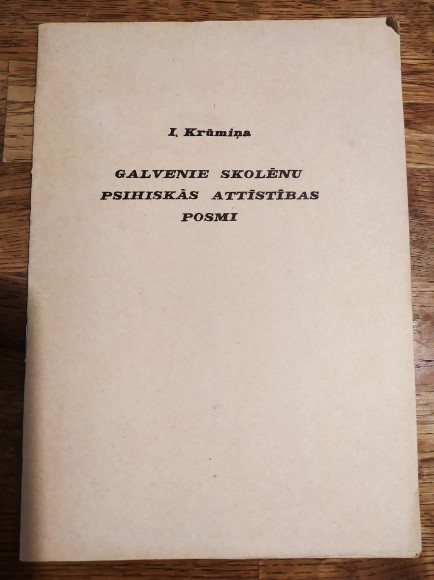 I. Krūmiņa
GALVENIE SKOLĒNU
PSIHISKĀS ATTĪSTĪBAS
POSMI